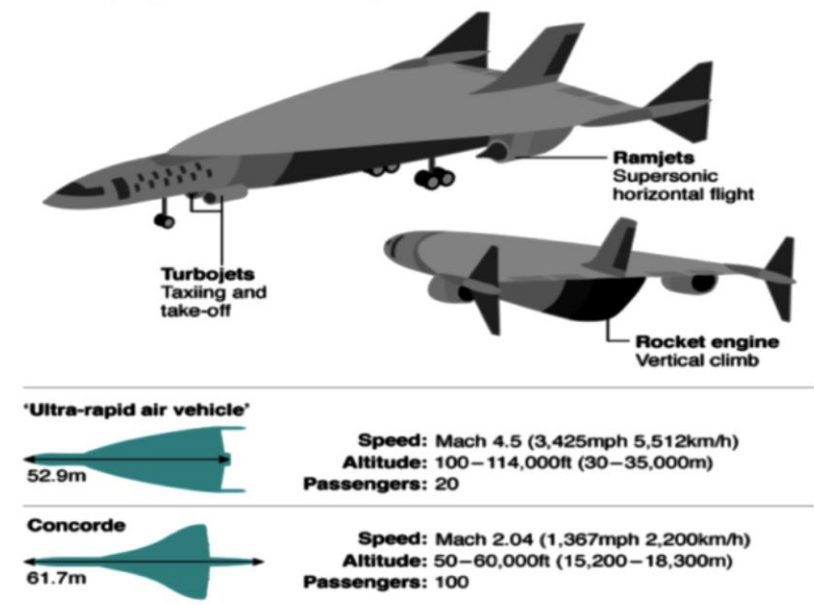 Ramjets
Supersonic
horizontal flight
Turbojets
Taxiing and
take-off
Rocket engine
Vertical climb
'Ultra-rapid air vehicle'
52.9m
Speed: Mach 4.5 (3,425mph 5,512km/h)
Altitude: 100–114,000ft (30–35,000m)
Passengers: 20
Concorde
61.7m
Speed: Mach 2.04 (1,367mph 2,200km/h)
Altitude: 50–60,000ft (15,200–18,300m)
Passengers: 100